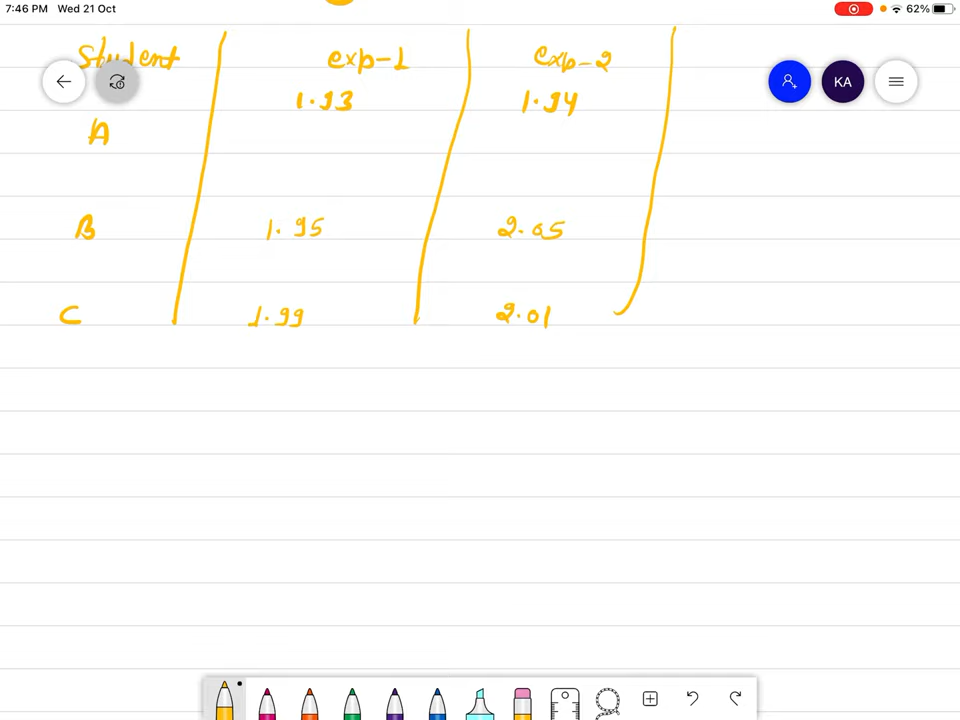 7:46 PM Wed 21 Oct 62%
Student exp-1 exp-2
KA
1.93 1.94
A
B 1.95 2.05
C 1.99 2.01